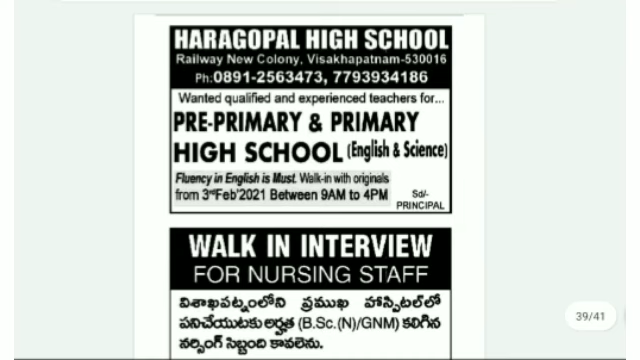 HARAGOPAL HIGH SCHOOL
Railway New Colony, Visakhapatnam-530016
Ph:0891-2563473, 7793934186
Wanted qualified and experienced teachers for...
PRE-PRIMARY & PRIMARY
HIGH SCHOOL (English & Science)
Fluency in English is Must. Walk-in with originals
from 3rdFeb'2021 Between 9AM to 4PM
Sd/-
PRINCIPAL
WALK IN INTERVIEW
FOR NURSING STAFF
విశాఖపట్నంలోని ప్రముఖ హాస్పిటల్‌లో
పనిచేయుటకు అర్హత (B.Sc.(N)/GNM) కలిగిన
నర్సింగ్ సిబ్బంది కావలెను.
39/41